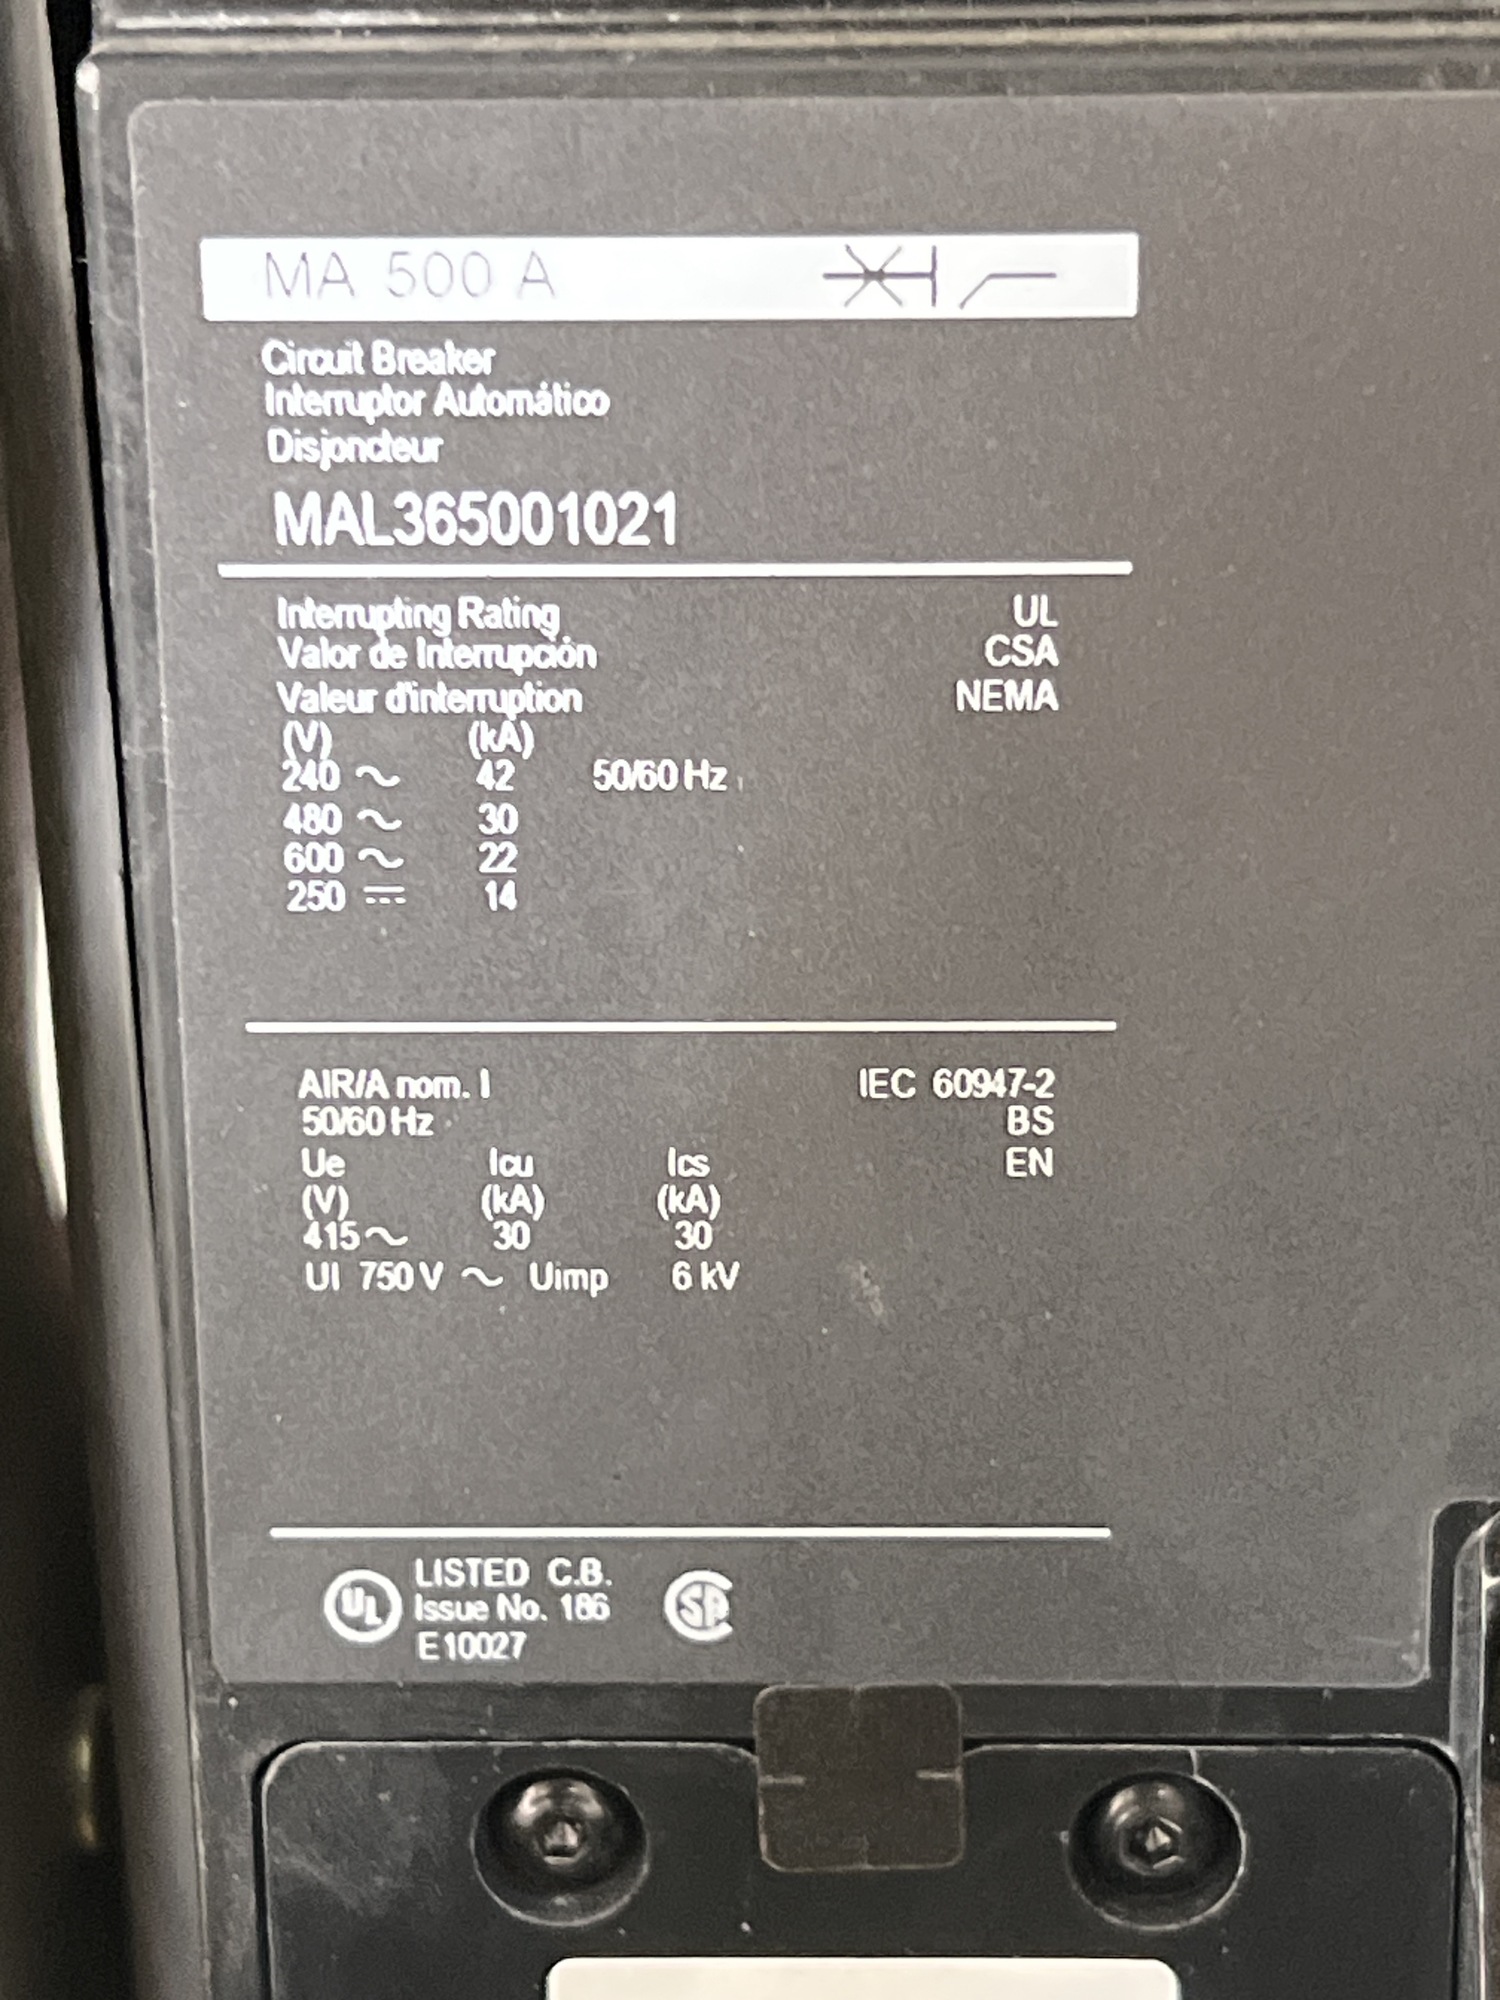 MA 500 A
Circuit Breaker
Interruptor Automático
Disjoncteur
MAL365001021
Interrupting Rating UL
Valor de Interrupción CSA
Valeur d'interruption NEMA
(V) (kA)
240 ~ 42 50/60 Hz
480 ~ 30
600 ~ 22
250 ⎓ 14
AIR/A nom. I IEC 60947-2
50/60 Hz BS
Ue Icu Ics EN
(V) (kA) (kA)
415 ~ 30 30
UI 750 V ~ Uimp 6 kV
UL LISTED C.B. SA
Issue No. 186
E10027